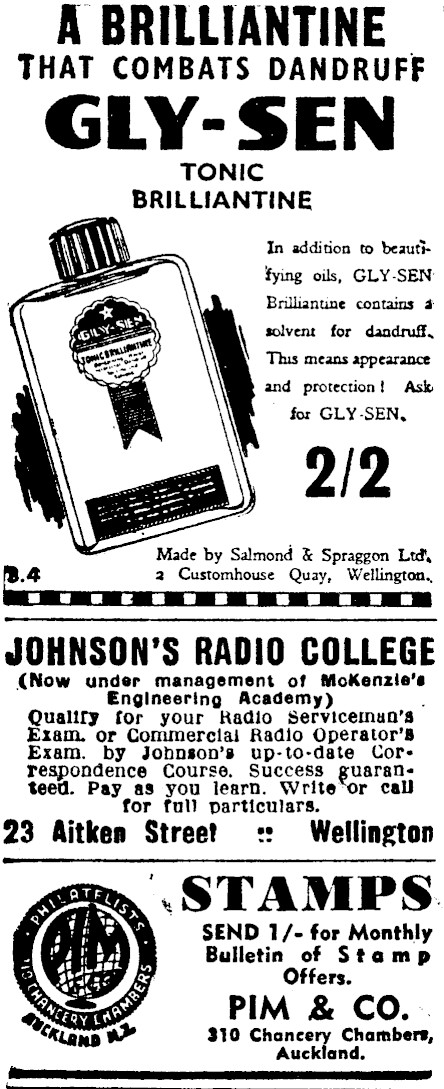 A BRILLIANTINE
THAT COMBATS DANDRUFF
GLY-SEN
TONIC
BRILLIANTINE
In addition to beauti-
fying oils, GLY-SEN
Brilliantine contains a
solvent for dandruff.
This means appearance
and protection! Ask
for GLY-SEN.
GLY-SEN
TONIC BRILLIANTINE
2/2
Made by Salmond & Spraggon Ltd.
2 Customhouse Quay, Wellington.
B.4
JOHNSON'S RADIO COLLEGE
(Now under management of McKenzie's
Engineering Academy)
Qualify for your Radio Serviceman's
Exam. or Commercial Radio Operator's
Exam. by Johnson's up-to-date Cor-
respondence Course. Success guaran-
teed. Pay as you learn. Write or call
for full particulars.
23 Aitken Street :: Wellington
PHILATELISTS
PIM
310 CHANCERY CHAMBERS
AUCKLAND N.Z.
STAMPS
SEND 1/- for Monthly
Bulletin of Stamp
Offers.
PIM & CO.
310 Chancery Chambers,
Auckland.